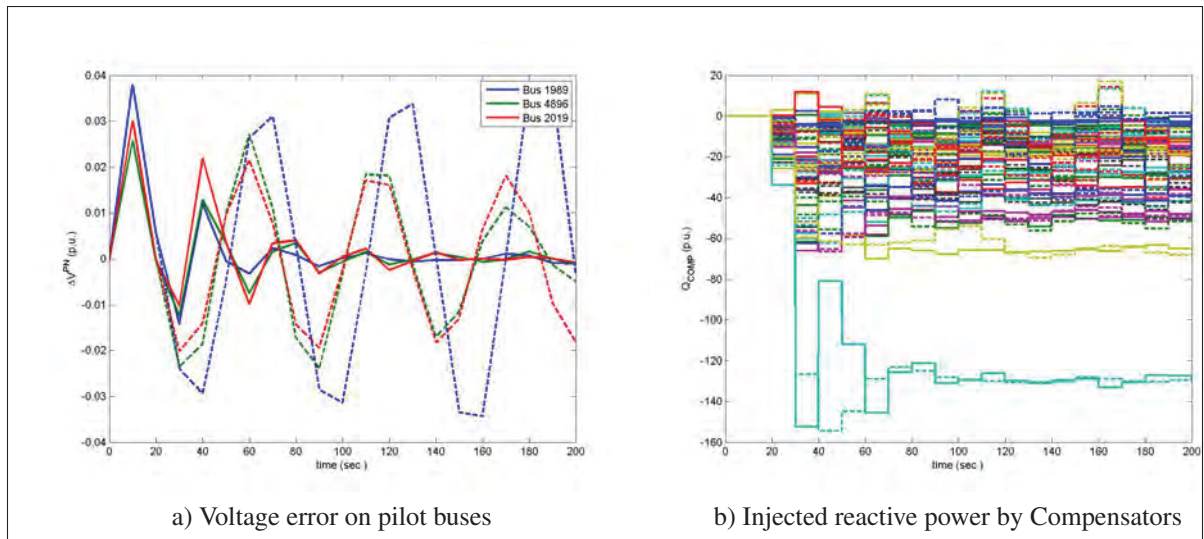 0.04
0.03
0.02
0.01
0
-0.01
-0.02
-0.03
-0.04
ΔV^PN (p.u.)
0 20 40 60 80 100 120 140 160 180 200
time (sec )
Bus 1989
Bus 4896
Bus 2019
a) Voltage error on pilot buses
20
0
-20
-40
-60
-80
-100
-120
-140
-160
Q_COMP (p.u.)
0 20 40 60 80 100 120 140 160 180 200
time (sec )
b) Injected reactive power by Compensators